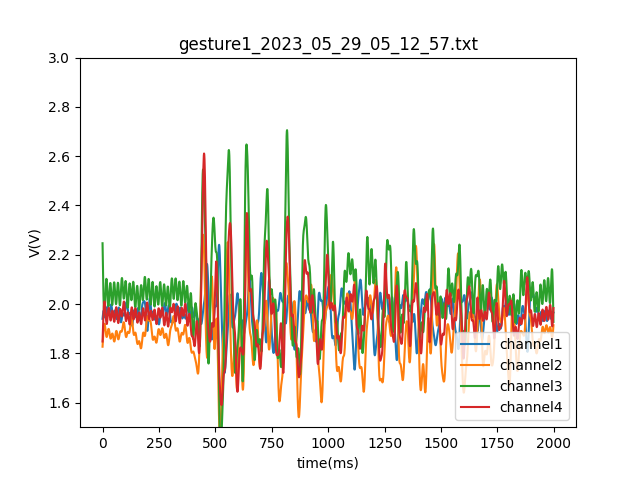 gesture1_2023_05_29_05_12_57.txt
3.0
2.8
2.6
2.4
2.2
2.0
1.8
1.6
V(V)
channel1
channel2
channel3
channel4
0 250 500 750 1000 1250 1500 1750 2000
time(ms)